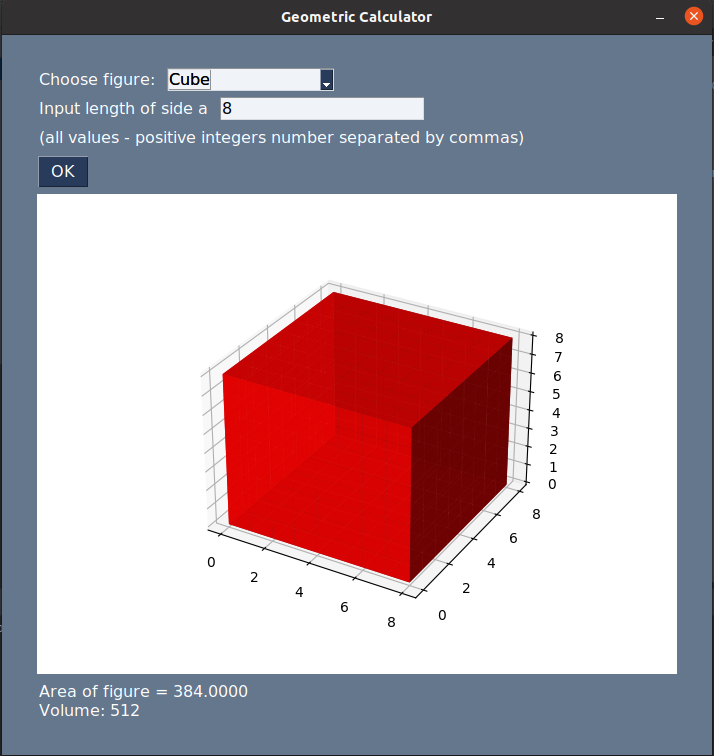 Geometric Calculator
Choose figure: Cube
Input length of side a 8
(all values - positive integers number separated by commas)
OK
8
7
6
5
4
3
2
1
0
8
6
4
2
0
0
2
4
6
8
Area of figure = 384.0000
Volume: 512